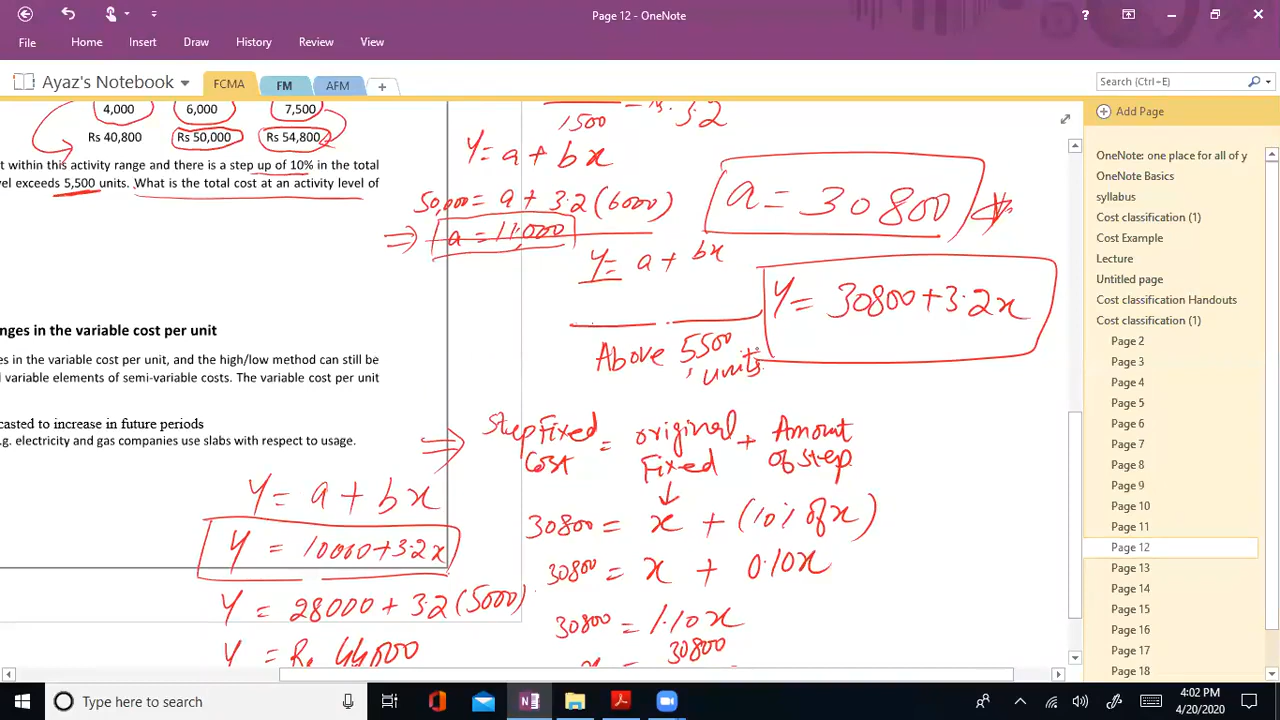 Page 12 - OneNote
File Home Insert Draw History Review View
Ayaz's Notebook FCMA FM AFM
Search (Ctrl+E)
4,000 6,000 7,500
Rs 40,800 Rs 50,000 Rs 54,800
t within this activity range and there is a step up of 10% in the total
vel exceeds 5,500 units. What is the total cost at an activity level of
nges in the variable cost per unit
es in the variable cost per unit, and the high/low method can still be
d variable elements of semi-variable costs. The variable cost per unit
casted to increase in future periods
e.g. electricity and gas companies use slabs with respect to usage.
Y = a + bx
Y = 10000+3.2x
Y = 28000 + 3.2(5000)
Y = Rs 44000
1500 = 3.2
Y = a + bx
50,000 = a + 3.2(6000)
⇒ a = 11,000
a = 30800
Y = a + bx
Y = 30800+3.2x
Above 5500 units
⇒ Step Fixed Cost = original Fixed + Amount of step
30800 = x + (10% of x)
30800 = x + 0.10x
30800 = 1.10x
x = 30800
Add Page
OneNote: one place for all of y
OneNote Basics
syllabus
Cost classification (1)
Cost Example
Lecture
Untitled page
Cost classification Handouts
Cost classification (1)
Page 2
Page 3
Page 4
Page 5
Page 6
Page 7
Page 8
Page 9
Page 10
Page 11
Page 12
Page 13
Page 14
Page 15
Page 16
Page 17
Page 18
Type here to search
4:02 PM
4/20/2020